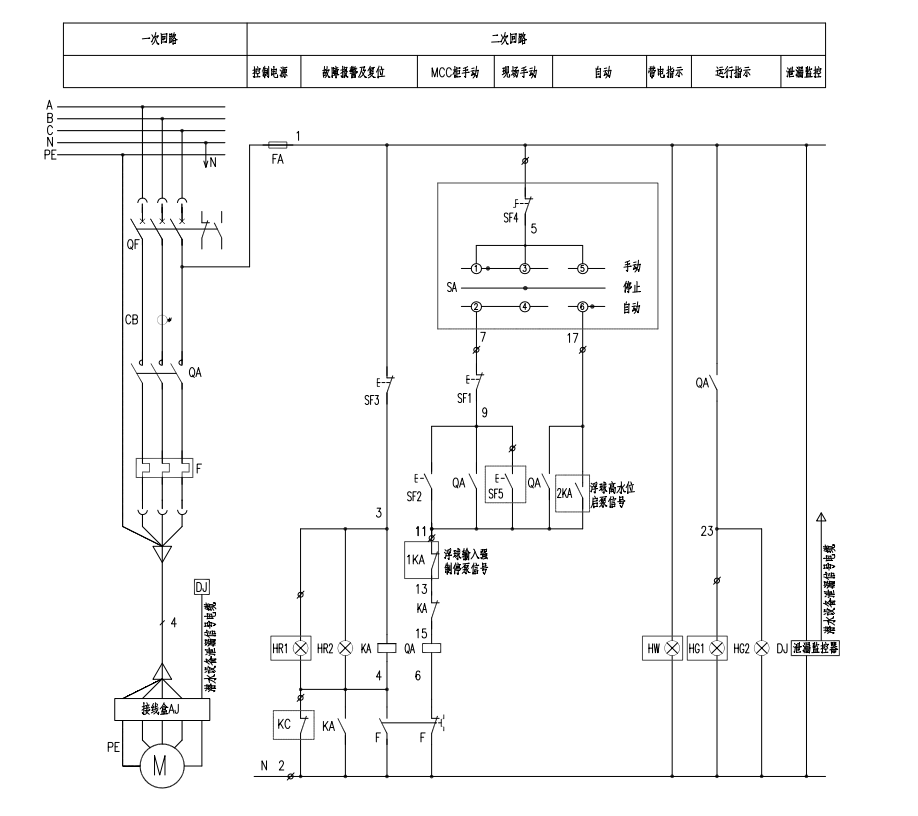 一次回路
二次回路
控制电源
故障报警及复位
MCC柜手动
现场手动
自动
带电指示
运行指示
泄漏监控
A
B
C
N
PE
N
1
FA
SF4
5
QF
1
3
5
手动
SA
停止
CB
2
4
6
自动
7
17
QA
SF3
SF1
QA
9
F
SF2
QA
SF5
QA
2KA
浮球高水位
启泵信号
3
11
23
1KA
浮球输入强
制停泵信号
潜水设备泄漏信号电缆
DJ
13
KA
4
潜水设备泄漏信号电缆
15
HR1
HR2
KA
QA
HW
HG1
HG2
DJ
泄漏监控器
4
6
接线盒AJ
KC
KA
F
F
PE
M
N
2